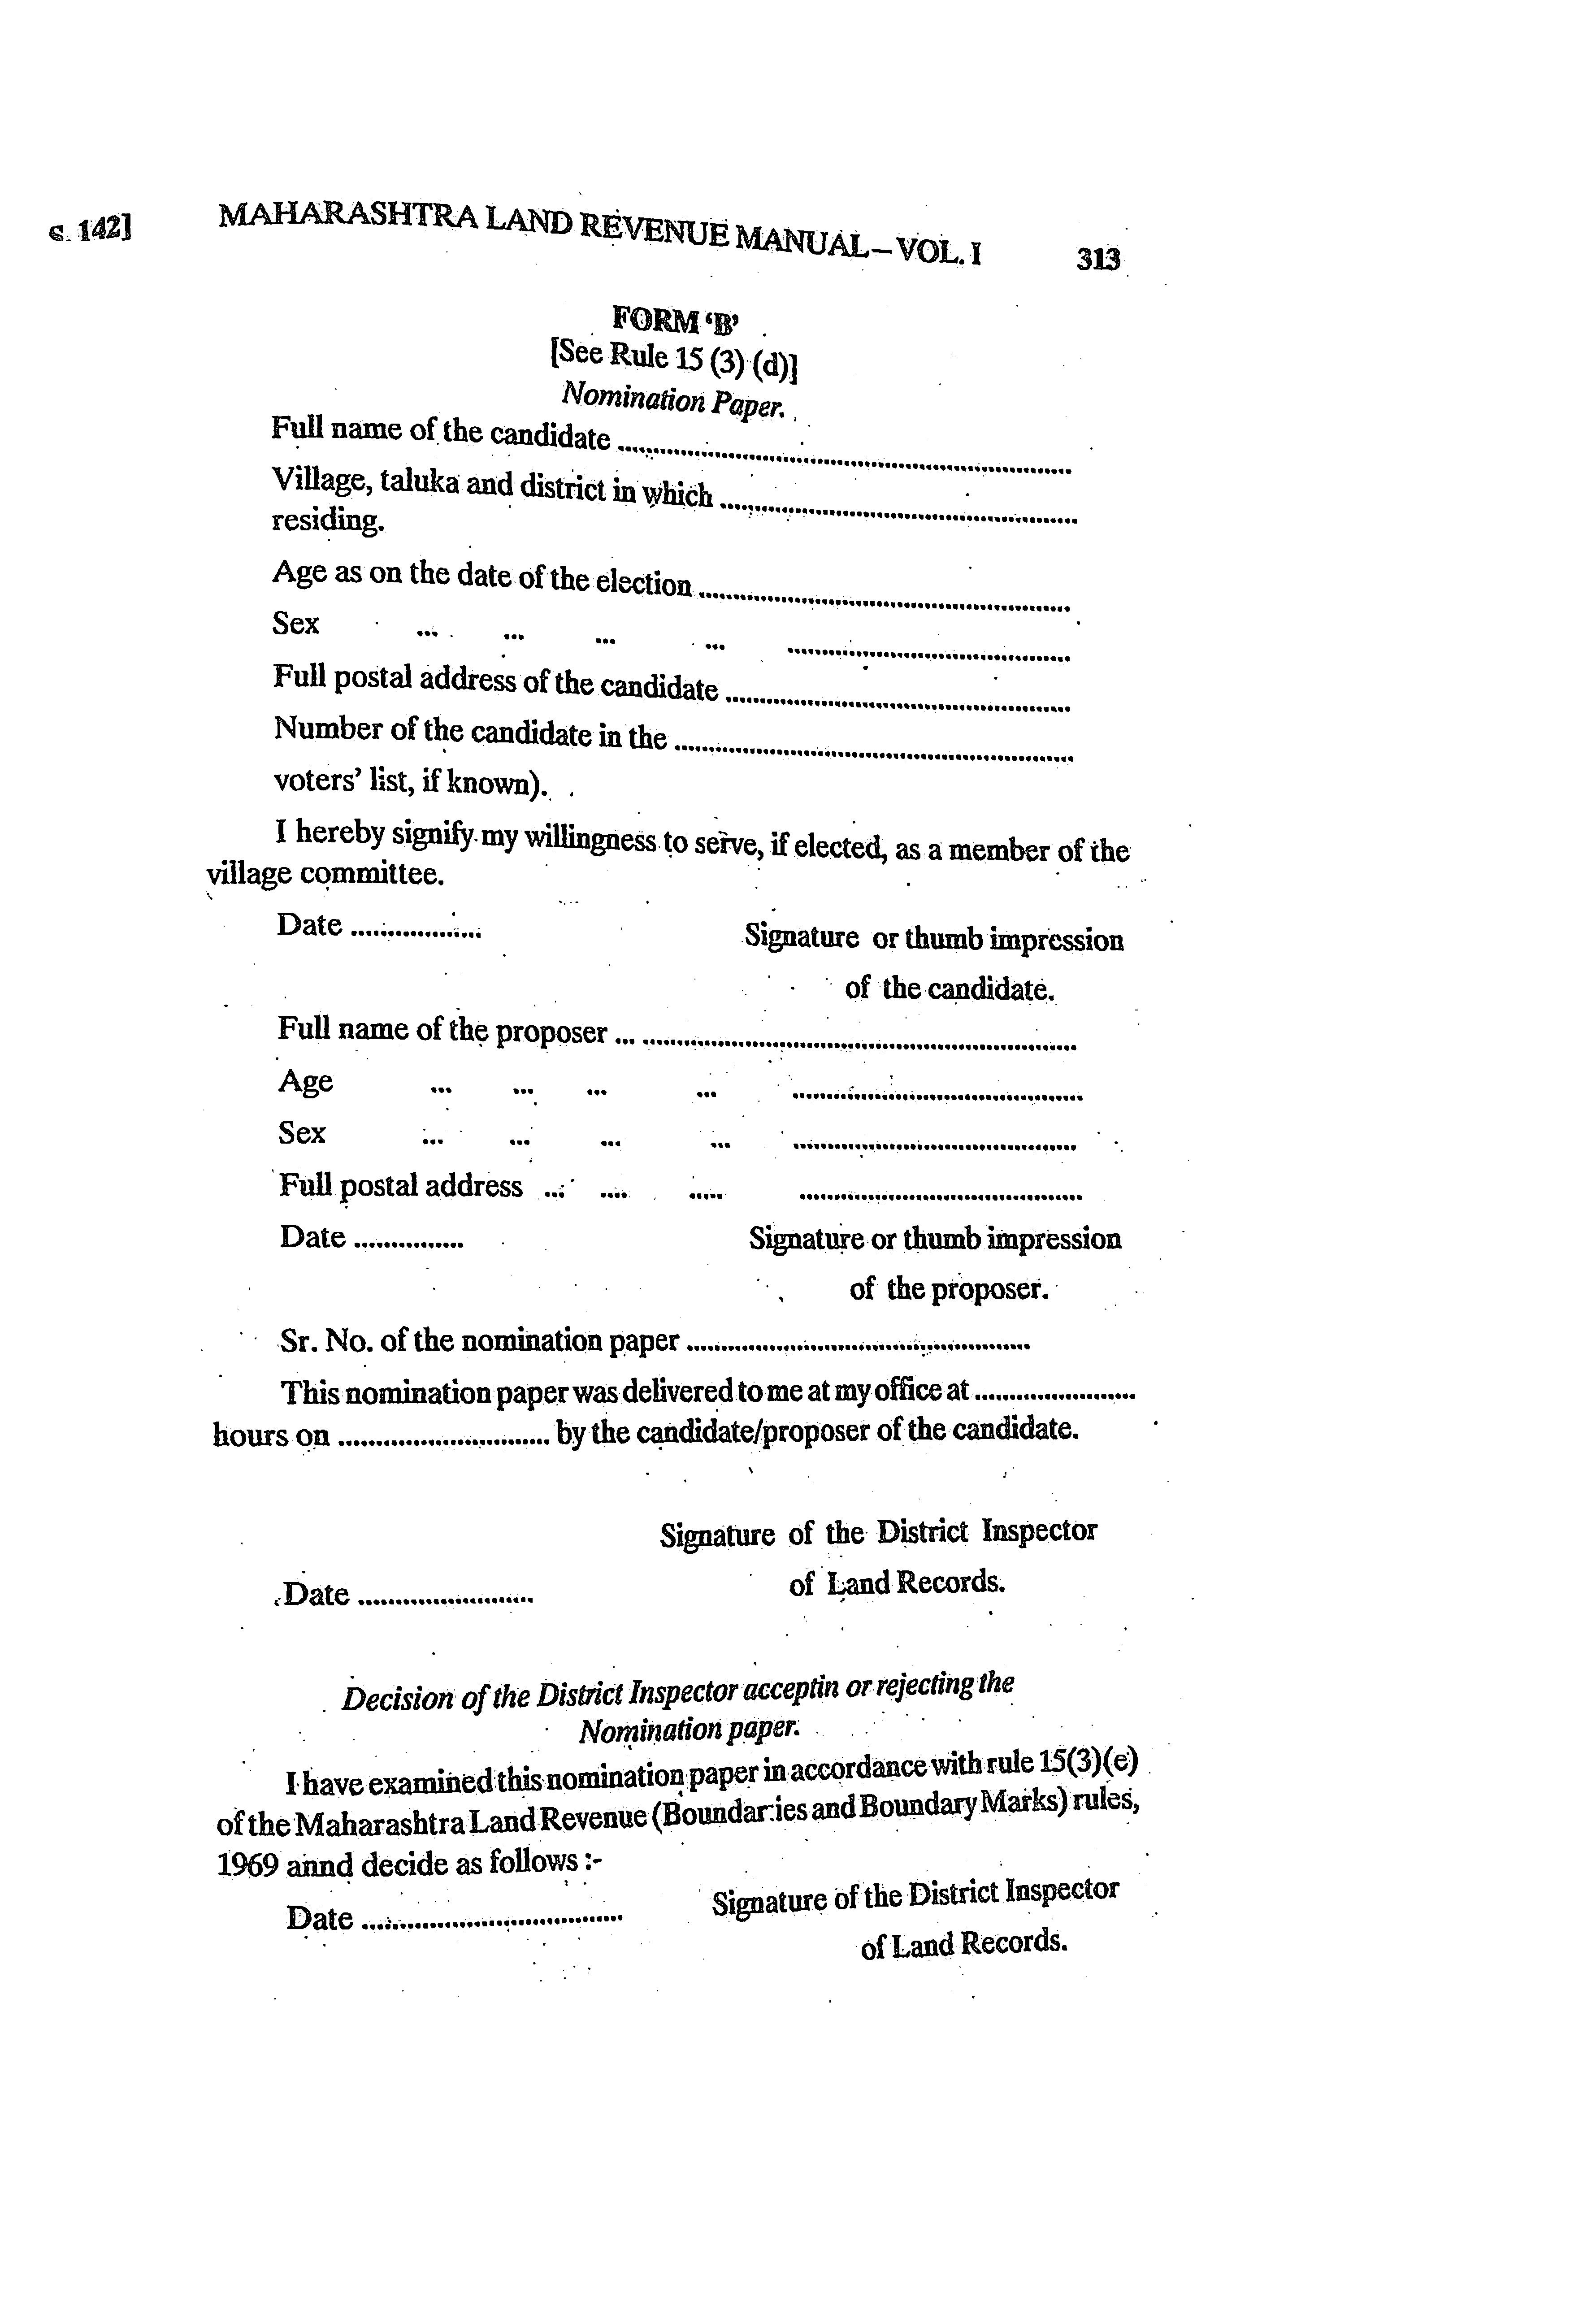 s. 142] MAHARASHTRA LAND REVENUE MANUAL – VOL. I 313
FORM ‘B’
[See Rule 15 (3) (d)]
Nomination Paper.
Full name of the candidate ..............................
Village, taluka and district in which ..............................
residing.
Age as on the date of the election ..............................
Sex ... ... ... ... ..............................
Full postal address of the candidate ..............................
Number of the candidate in the ..............................
voters’ list, if known).
I hereby signify my willingness to serve, if elected, as a member of the
village committee.
Date .................. Signature or thumb impression
of the candidate.
Full name of the proposer ... ..............................
Age ... ... ... ... ..............................
Sex ... ... ... ... ..............................
Full postal address ... .... ..... ..............................
Date ............... Signature or thumb impression
of the proposer.
Sr. No. of the nomination paper ..............................
This nomination paper was delivered to me at my office at ......................
hours on ............................ by the candidate/proposer of the candidate.
Signature of the District Inspector
Date ........................ of Land Records.
Decision of the District Inspector acceptin or rejecting the
Nomination paper.
I have examined this nomination paper in accordance with rule 15(3)(e)
of the Maharashtra Land Revenue (Boundaries and Boundary Marks) rules,
1969 annd decide as follows :-
Date .................................. Signature of the District Inspector
of Land Records.